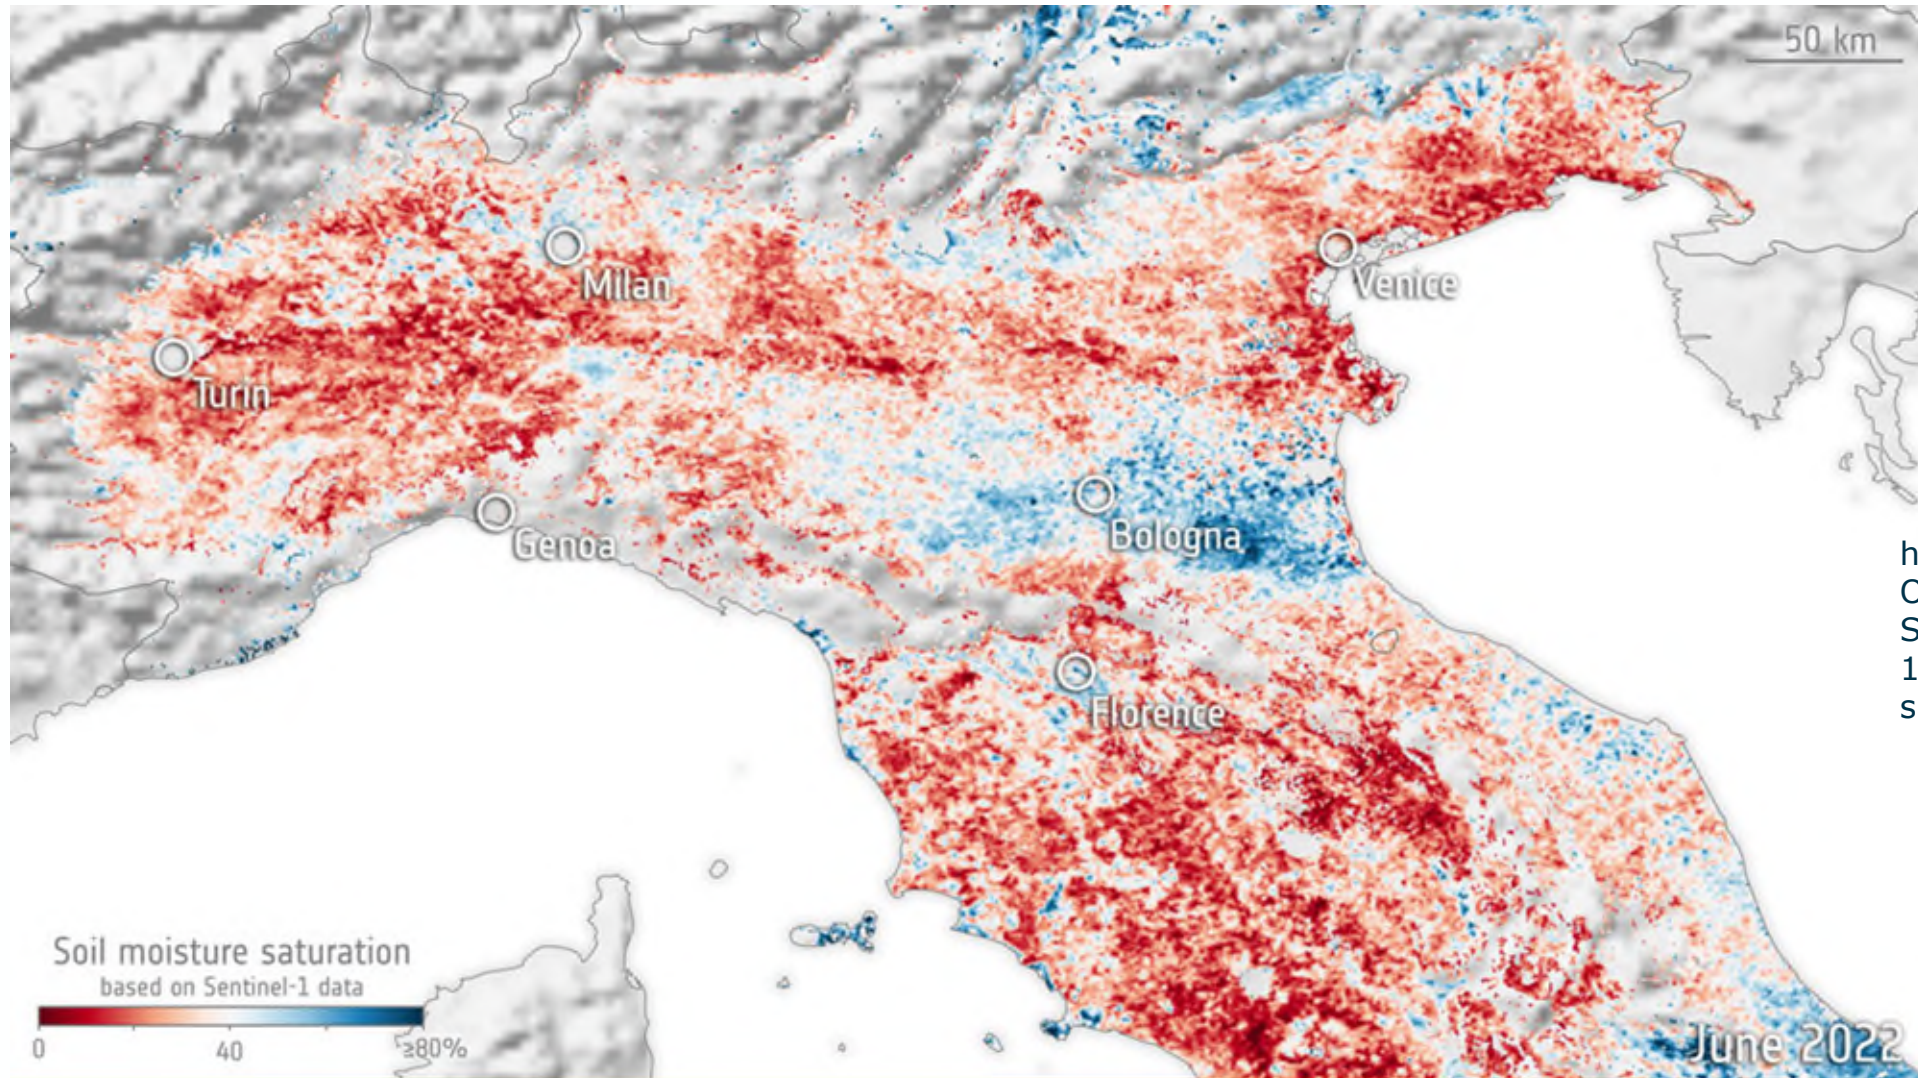 50 km
Milan
Venice
Turin
Bologna
Genoa
Florence
h
C
S
1
s
Soil moisture saturation
based on Sentinel-1 data
0 40 ≥80%
June 2022